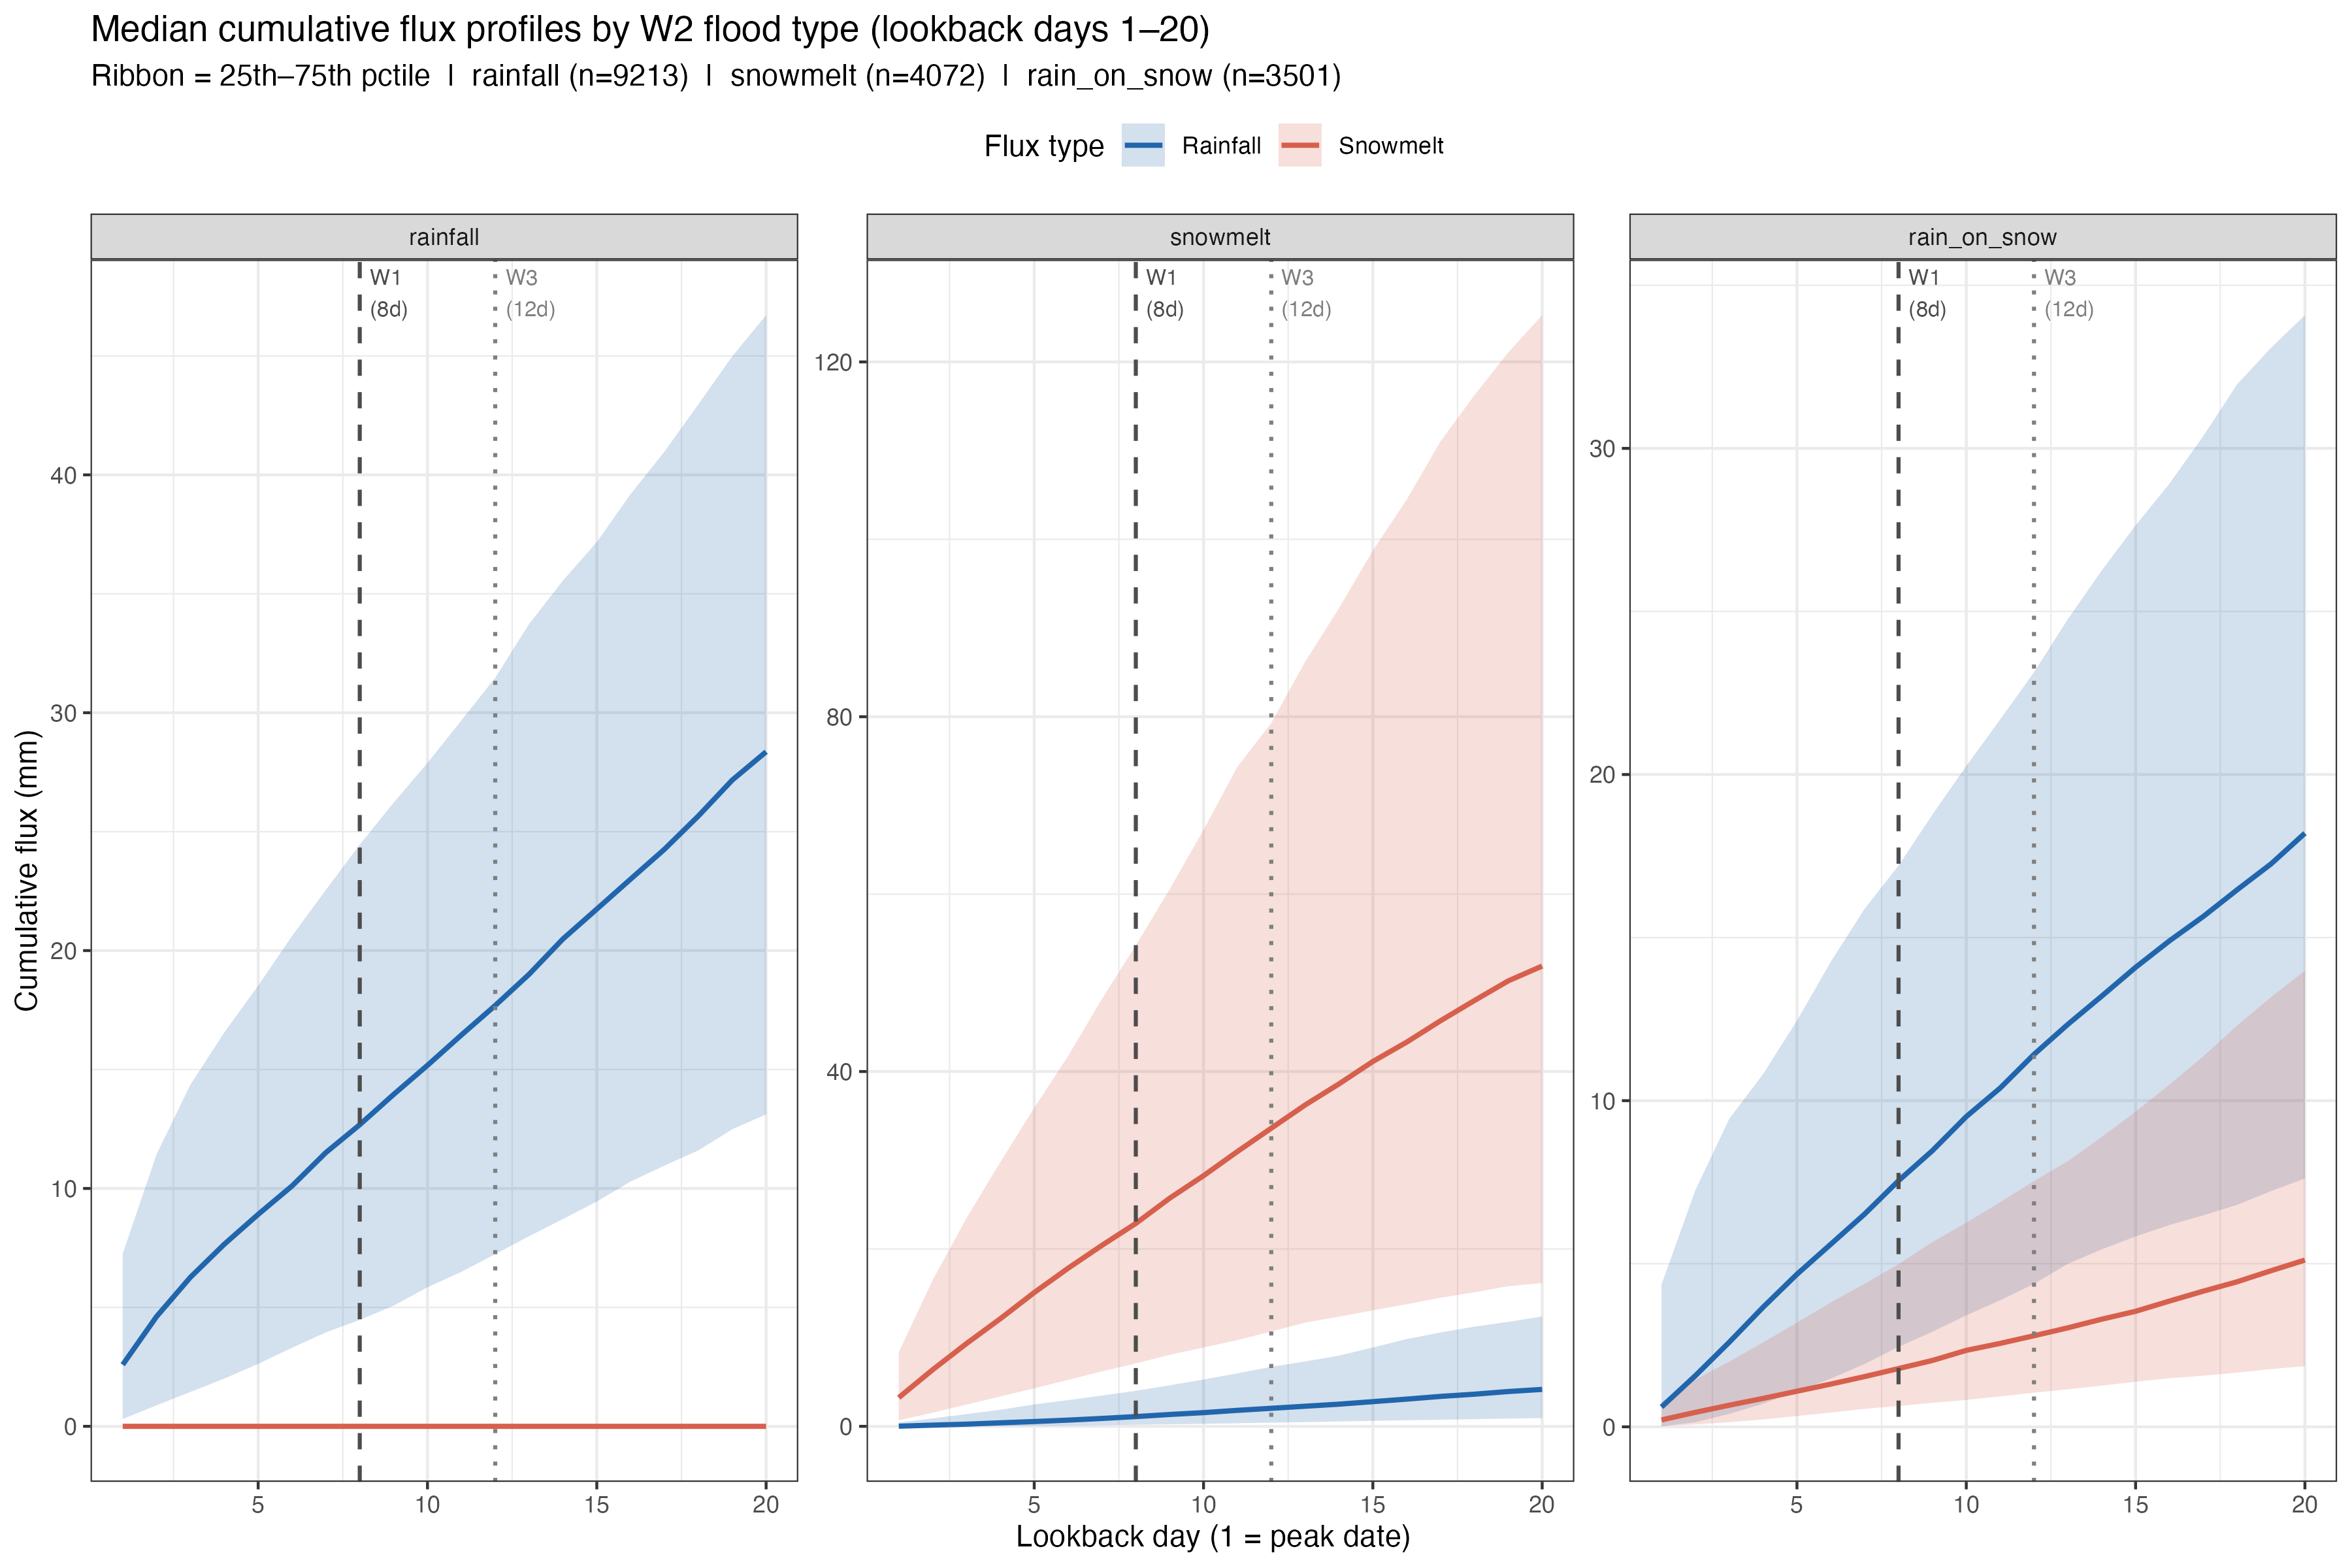 Median cumulative flux profiles by W2 flood type (lookback days 1–20)
Ribbon = 25th–75th pctile | rainfall (n=9213) | snowmelt (n=4072) | rain_on_snow (n=3501)
Flux type Rainfall Snowmelt
rainfall
snowmelt
rain_on_snow
W1
(8d)
W3
(12d)
W1
(8d)
W3
(12d)
W1
(8d)
W3
(12d)
Cumulative flux (mm)
40
30
20
10
0
120
80
40
0
30
20
10
0
5 10 15 20
5 10 15 20
5 10 15 20
Lookback day (1 = peak date)